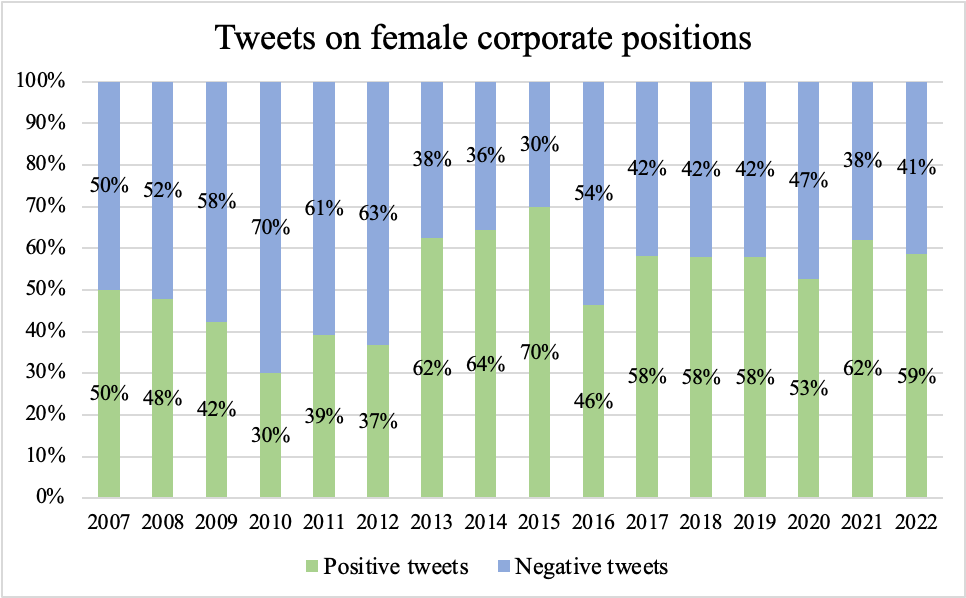 Tweets on female corporate positions
100%
90%
80%
70%
60%
50%
40%
30%
20%
10%
0%
50% 52% 58% 70% 61% 63% 38% 36% 30% 54% 42% 42% 42% 47% 38% 41%
50% 48% 42% 30% 39% 37% 62% 64% 70% 46% 58% 58% 58% 53% 62% 59%
2007 2008 2009 2010 2011 2012 2013 2014 2015 2016 2017 2018 2019 2020 2021 2022
Positive tweets Negative tweets